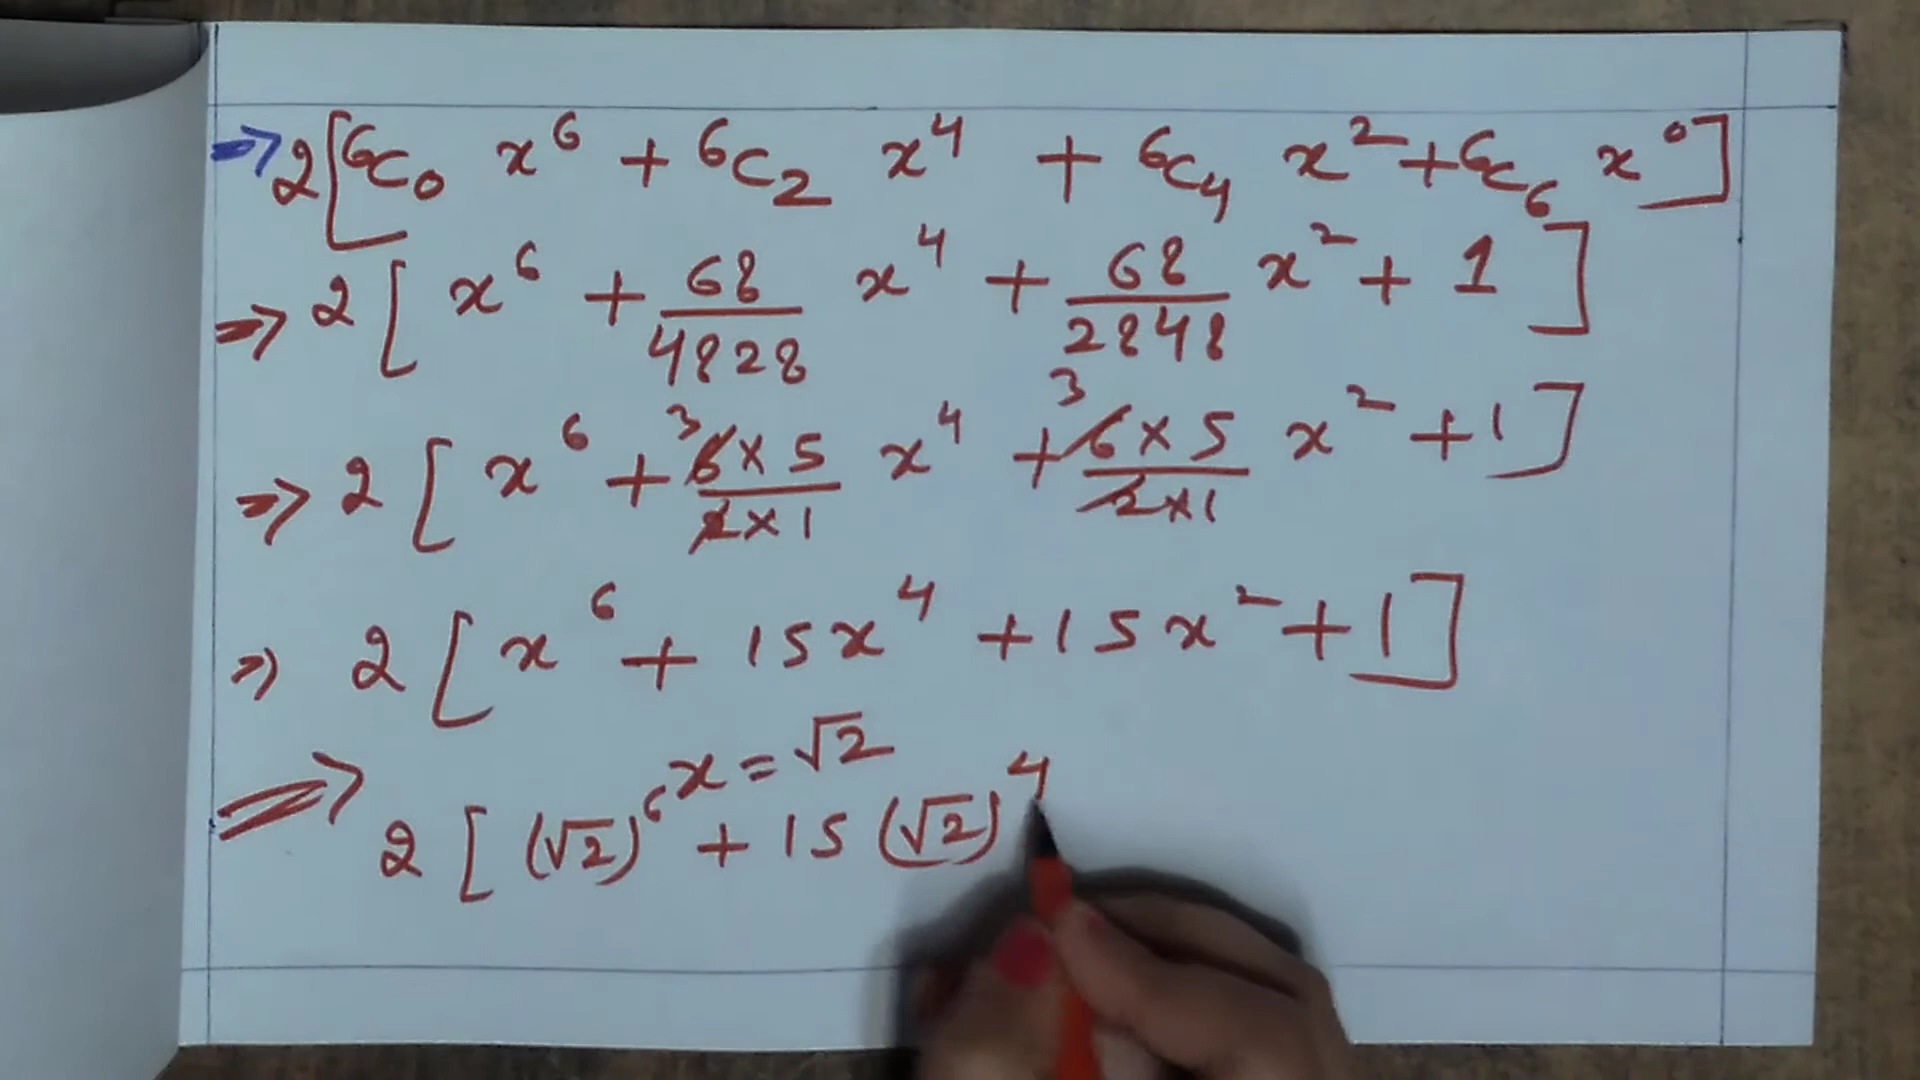 ⇒ 2[⁶C₀ x⁶ + ⁶C₂ x⁴ + ⁶C₄ x² + ⁶C₆ x⁰]
⇒ 2[x⁶ + 6!/4!2! x⁴ + 6!/2!4! x² + 1]
⇒ 2[x⁶ + 3 6×5/2×1 x⁴ + 3 6×5/2×1 x² + 1]
⇒ 2[x⁶ + 15x⁴ + 15x² + 1]
⇒ x = √2
2[(√2)⁶ + 15(√2)⁴